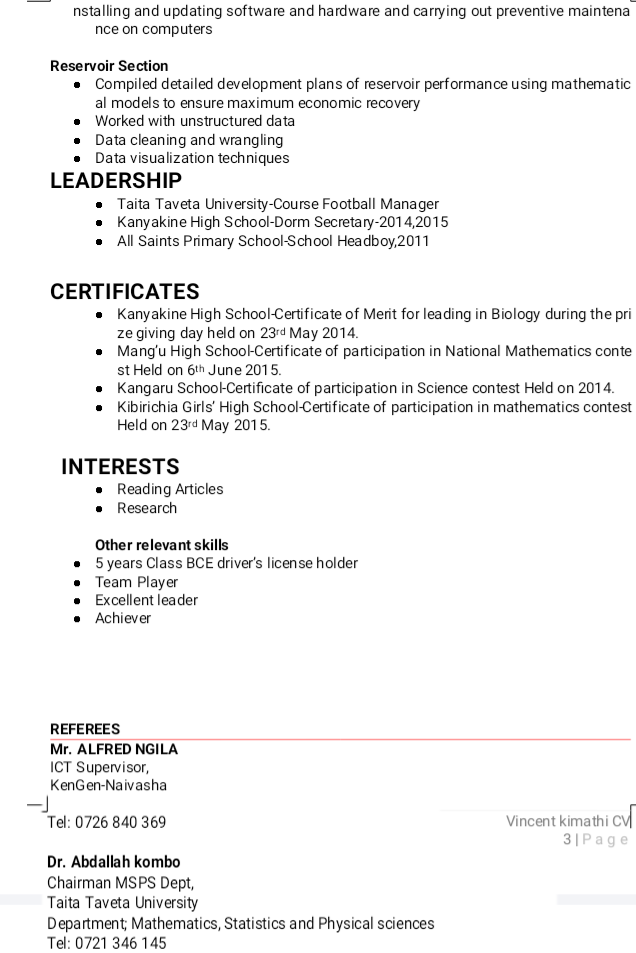 nstalling and updating software and hardware and carrying out preventive maintena
nce on computers
Reservoir Section
● Compiled detailed development plans of reservoir performance using mathematic
al models to ensure maximum economic recovery
● Worked with unstructured data
● Data cleaning and wrangling
● Data visualization techniques
LEADERSHIP
● Taita Taveta University-Course Football Manager
● Kanyakine High School-Dorm Secretary-2014,2015
● All Saints Primary School-School Headboy,2011
CERTIFICATES
● Kanyakine High School-Certificate of Merit for leading in Biology during the pri
ze giving day held on 23rd May 2014.
● Mang’u High School-Certificate of participation in National Mathematics conte
st Held on 6th June 2015.
● Kangaru School-Certificate of participation in Science contest Held on 2014.
● Kibirichia Girls’ High School-Certificate of participation in mathematics contest
Held on 23rd May 2015.
INTERESTS
● Reading Articles
● Research
Other relevant skills
● 5 years Class BCE driver’s license holder
● Team Player
● Excellent leader
● Achiever
REFEREES
Mr. ALFRED NGILA
ICT Supervisor,
KenGen-Naivasha
Tel: 0726 840 369
Vincent kimathi CV
3 | P a g e
Dr. Abdallah kombo
Chairman MSPS Dept,
Taita Taveta University
Department; Mathematics, Statistics and Physical sciences
Tel: 0721 346 145